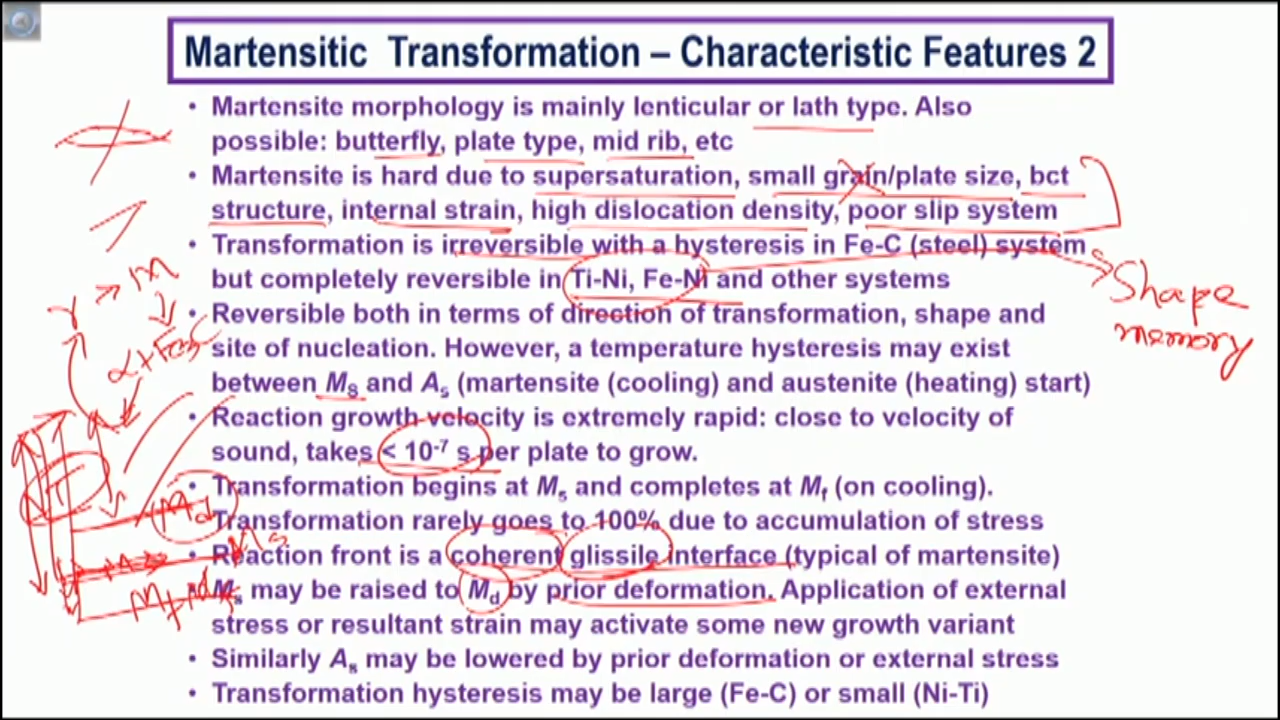 Martensitic Transformation – Characteristic Features 2
• Martensite morphology is mainly lenticular or lath type. Also
possible: butterfly, plate type, mid rib, etc
• Martensite is hard due to supersaturation, small grain/plate size, bct
structure, internal strain, high dislocation density, poor slip system
• Transformation is irreversible with a hysteresis in Fe-C (steel) system
but completely reversible in Ti-Ni, Fe-Ni and other systems
Shape
memory
γ → m
α+Fe3C
• Reversible both in terms of direction of transformation, shape and
site of nucleation. However, a temperature hysteresis may exist
between Ms and As (martensite (cooling) and austenite (heating) start)
• Reaction growth velocity is extremely rapid: close to velocity of
sound, takes < 10-7 s per plate to grow.
• Transformation begins at Ms and completes at Mf (on cooling).
Md
• Transformation rarely goes to 100% due to accumulation of stress
Ms
• Reaction front is a coherent glissile interface (typical of martensite)
Mf
• Ms may be raised to Md by prior deformation. Application of external
stress or resultant strain may activate some new growth variant
• Similarly As may be lowered by prior deformation or external stress
• Transformation hysteresis may be large (Fe-C) or small (Ni-Ti)